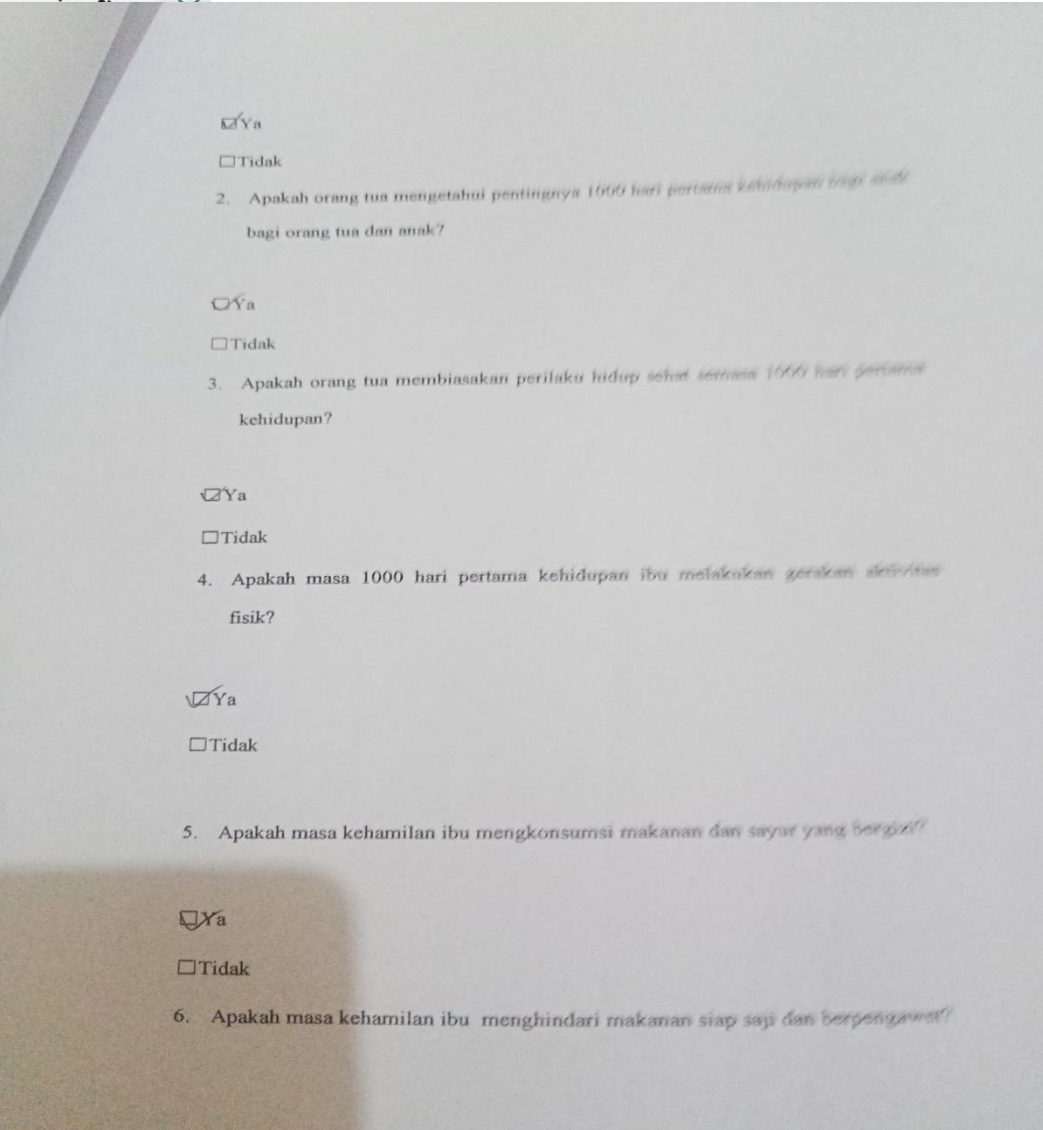 Ya
Tidak
2. Apakah orang tua mengetahui pentingnya 1000 hari pertama kehidupan bagi anak
bagi orang tua dan anak?
Ya
Tidak
3. Apakah orang tua membiasakan perilaku hidup sehat semasa 1000 hari pertama
kehidupan?
Ya
Tidak
4. Apakah masa 1000 hari pertama kehidupan ibu melakukan gerakan aktivitas
fisik?
Ya
Tidak
5. Apakah masa kehamilan ibu mengkonsumsi makanan dan sayur yang bergizi?
Ya
Tidak
6. Apakah masa kehamilan ibu menghindari makanan siap saji dan berpengawet?